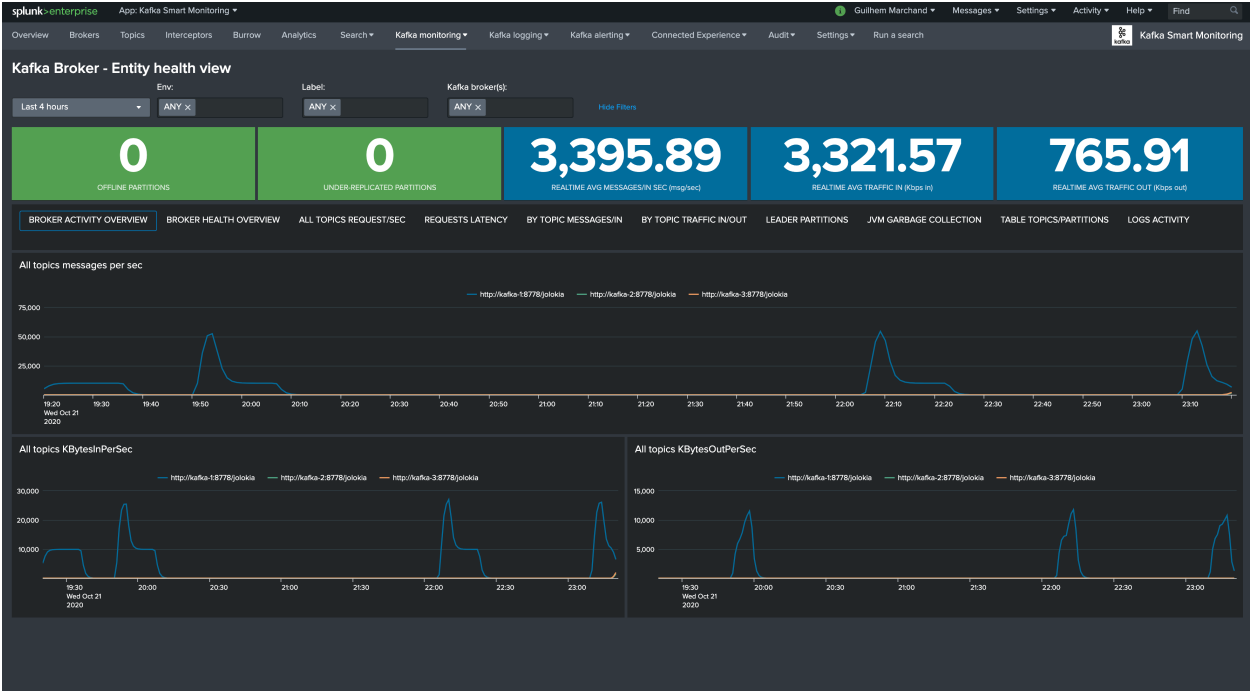 splunk>enterprise App: Kafka Smart Monitoring Guilhem Marchand Messages Settings Activity Help Find
Overview Brokers Topics Interceptors Burrow Analytics Search Kafka monitoring Kafka logging Kafka alerting Connected Experience Audit Settings Run a search kafka Kafka Smart Monitoring
Kafka Broker - Entity health view
Env: Label: Kafka broker(s):
Last 4 hours ANY × ANY × ANY × Hide Filters
0 0 3,395.89 3,321.57 765.91
OFFLINE PARTITIONS UNDER-REPLICATED PARTITIONS REALTIME AVG MESSAGES/IN SEC (msg/sec) REALTIME AVG TRAFFIC IN (Kbps in) REALTIME AVG TRAFFIC OUT (Kbps out)
BROKER ACTIVITY OVERVIEW BROKER HEALTH OVERVIEW ALL TOPICS REQUEST/SEC REQUESTS LATENCY BY TOPIC MESSAGES/IN BY TOPIC TRAFFIC IN/OUT LEADER PARTITIONS JVM GARBAGE COLLECTION TABLE TOPICS/PARTITIONS LOGS ACTIVITY
All topics messages per sec
http://kafka-1:8778/jolokia http://kafka-2:8778/jolokia http://kafka-3:8778/jolokia
75,000
50,000
25,000
19:20 19:30 19:40 19:50 20:00 20:10 20:20 20:30 20:40 20:50 21:00 21:10 21:20 21:30 21:40 21:50 22:00 22:10 22:20 22:30 22:40 22:50 23:00 23:10
Wed Oct 21
2020
All topics KBytesInPerSec
http://kafka-1:8778/jolokia http://kafka-2:8778/jolokia http://kafka-3:8778/jolokia
30,000
20,000
10,000
19:30 20:00 20:30 21:00 21:30 22:00 22:30 23:00
Wed Oct 21
2020
All topics KBytesOutPerSec
http://kafka-1:8778/jolokia http://kafka-2:8778/jolokia http://kafka-3:8778/jolokia
15,000
10,000
5,000
19:30 20:00 20:30 21:00 21:30 22:00 22:30 23:00
Wed Oct 21
2020